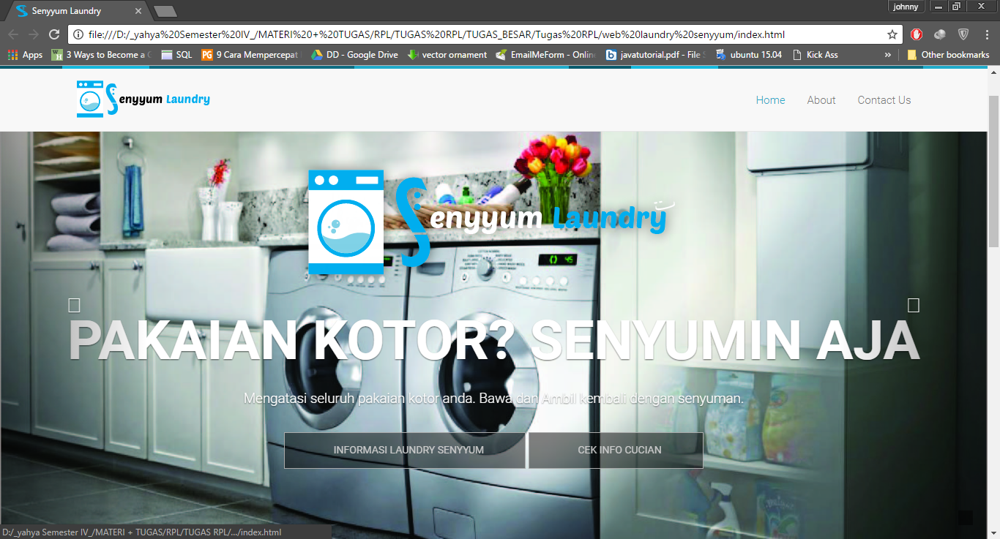 Senyyum Laundry
johnny
file:///D:/_yahya%20Semester%20IV_/MATERI%20+%20TUGAS/RPL/TUGAS%20RPL/TUGAS_BESAR/Tugas%20RPL/web%20laundry%20senyyum/index.html
Apps 3 Ways to Become a SQL 9 Cara Mempercepat DD - Google Drive vector ornament EmailMeForm - Online javatutorial.pdf - File ubuntu 15.04 Kick Ass » Other bookmarks
Senyyum Laundry
Home About Contact Us
Senyyum Laundry
45
PAKAIAN KOTOR? SENYUMIN AJA
Mengatasi seluruh pakaian kotor anda. Bawa dan Ambil kembali dengan senyuman.
INFORMASI LAUNDRY SENYYUM CEK INFO CUCIAN
D:/_yahya Semester IV_/MATERI + TUGAS/RPL/TUGAS RPL/.../index.html